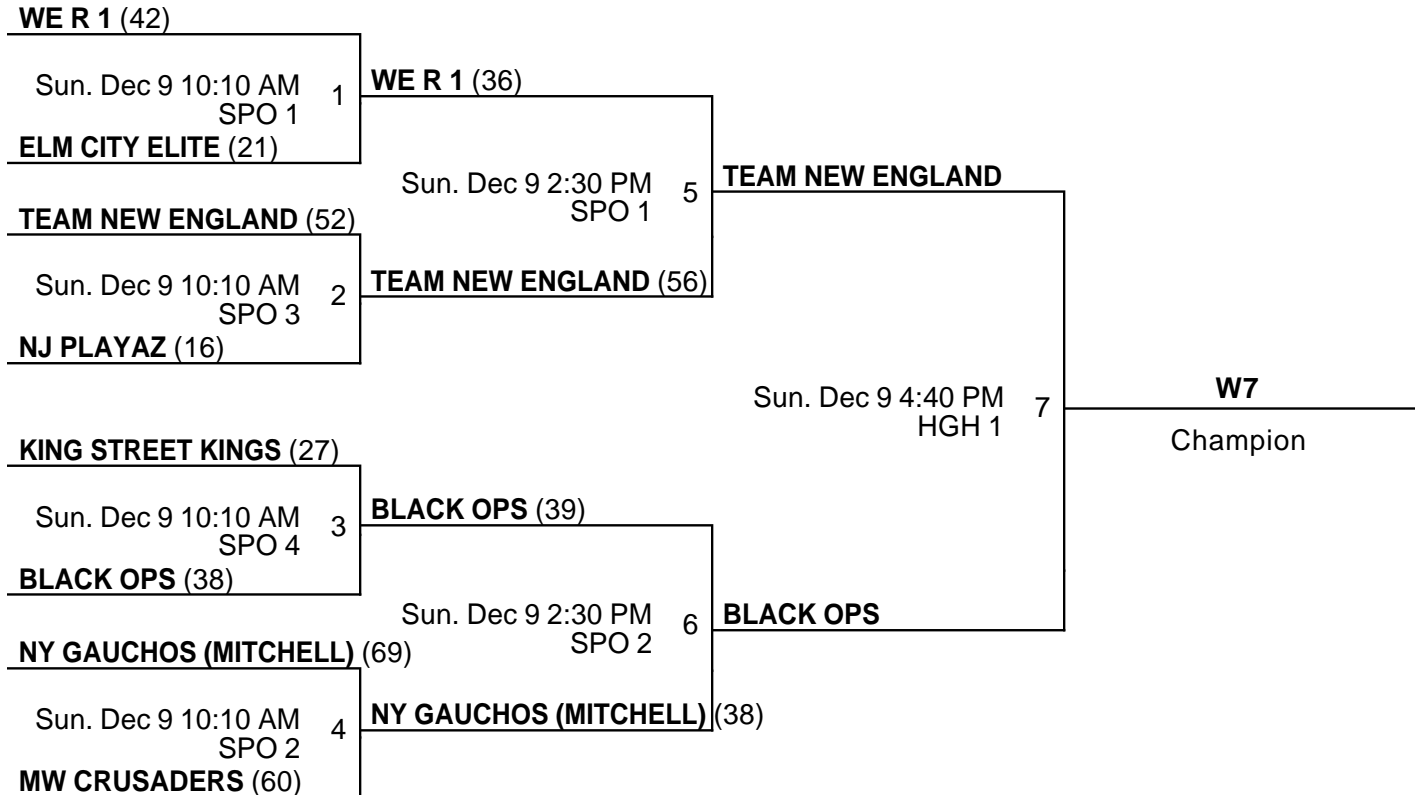 WE R 1 (42)
Sun. Dec 9 10:10 AM
SPO 1
1
ELM CITY ELITE (21)
WE R 1 (36)
TEAM NEW ENGLAND (52)
Sun. Dec 9 10:10 AM
SPO 3
2
NJ PLAYAZ (16)
Sun. Dec 9 2:30 PM
SPO 1
5
TEAM NEW ENGLAND (56)
TEAM NEW ENGLAND
KING STREET KINGS (27)
Sun. Dec 9 10:10 AM
SPO 4
3
BLACK OPS (38)
BLACK OPS (39)
NY GAUCHOS (MITCHELL) (69)
Sun. Dec 9 10:10 AM
SPO 2
4
MW CRUSADERS (60)
Sun. Dec 9 2:30 PM
SPO 2
6
NY GAUCHOS (MITCHELL) (38)
BLACK OPS
Sun. Dec 9 4:40 PM
HGH 1
7
W7
Champion